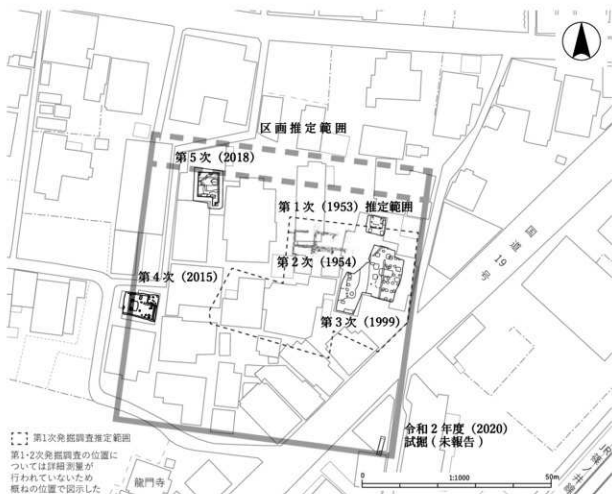 区画推定範囲
第5次（2018）
第1次（1953）推定範囲
国道19号
第2次（1954）
第4次（2015）
第3次（1999）
令和2年度（2020）
試掘（未報告）
第1次発掘調査推定範囲
第1・2次発掘調査の位置に
ついては詳細測量が
行われていないため
概ねの位置で図示した
龍門寺
0
1:1000
50m